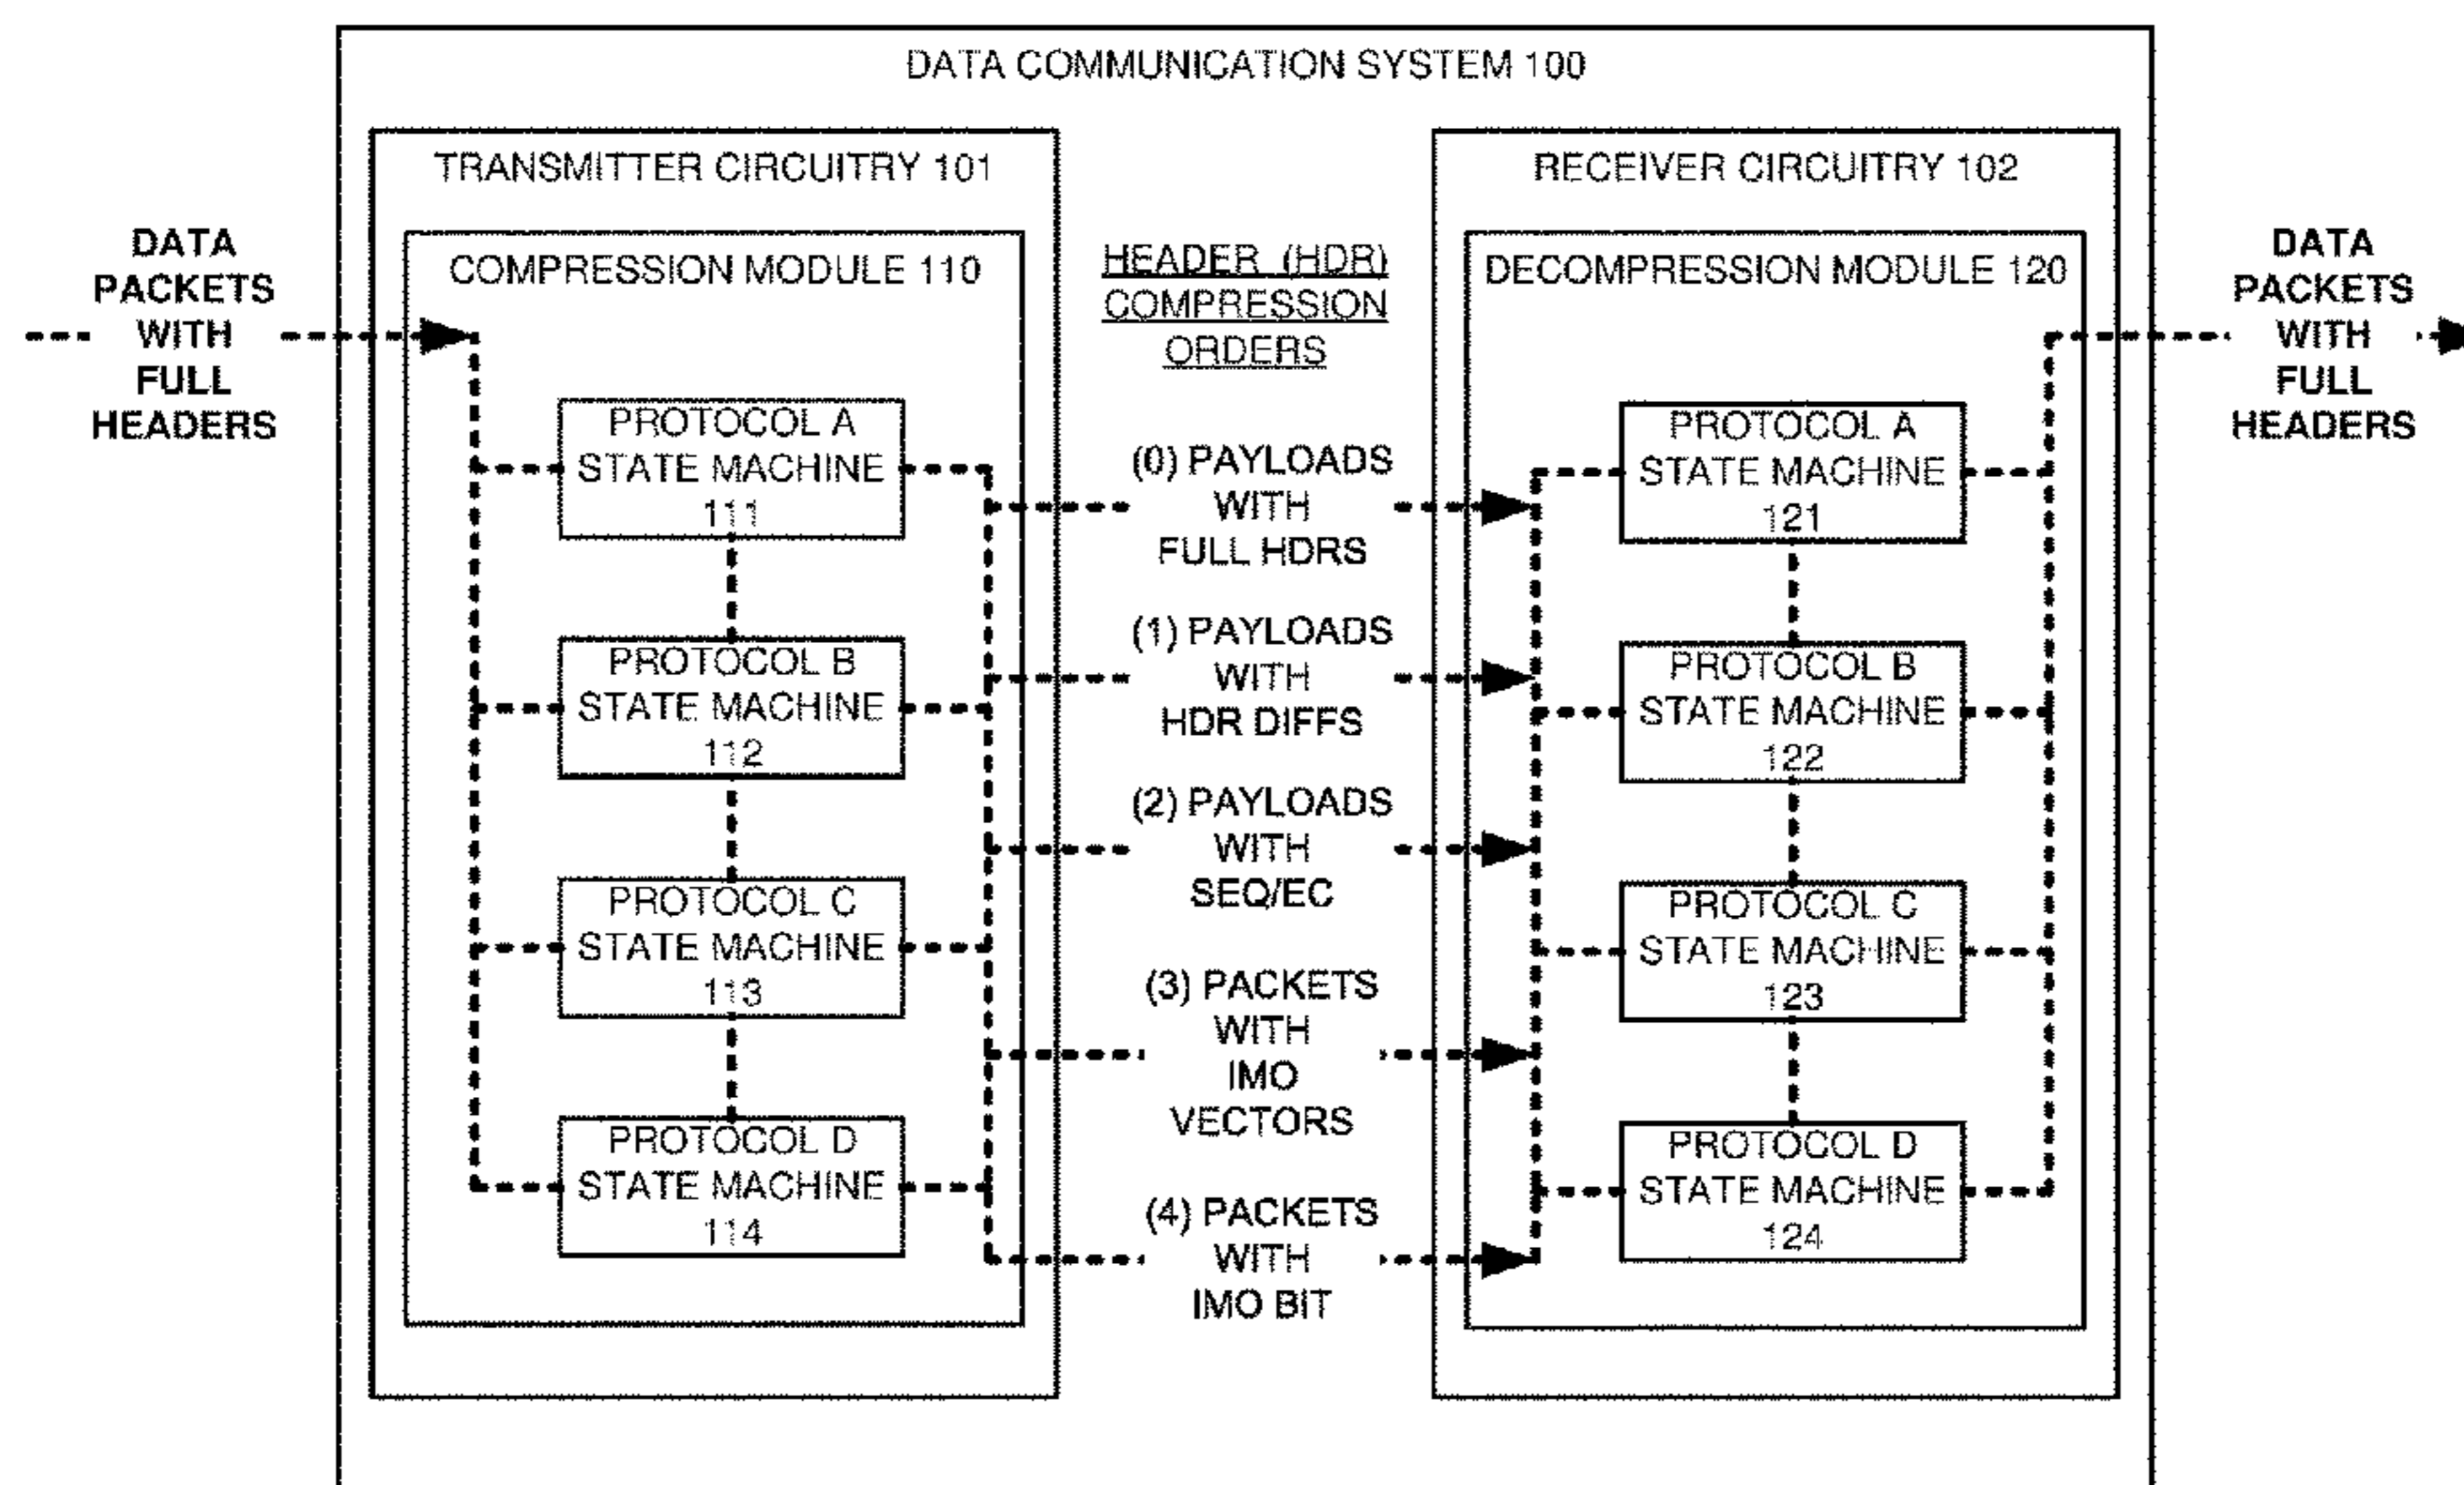 DATA COMMUNICATION SYSTEM 100
TRANSMITTER CIRCUITRY 101
RECEIVER CIRCUITRY 102
DATA
PACKETS
WITH
FULL
HEADERS
COMPRESSION MODULE 110
PROTOCOL A
STATE MACHINE
111
PROTOCOL B
STATE MACHINE
112
PROTOCOL C
STATE MACHINE
113
PROTOCOL D
STATE MACHINE
114
HEADER (HDR)
COMPRESSION
ORDERS
(0) PAYLOADS
WITH
FULL HDRS
(1) PAYLOADS
WITH
HDR DIFFS
(2) PAYLOADS
WITH
SEQ/EC
(3) PACKETS
WITH
IMO
VECTORS
(4) PACKETS
WITH
IMO BIT
DECOMPRESSION MODULE 120
PROTOCOL A
STATE MACHINE
121
PROTOCOL B
STATE MACHINE
122
PROTOCOL C
STATE MACHINE
123
PROTOCOL D
STATE MACHINE
124
DATA
PACKETS
WITH
FULL
HEADERS